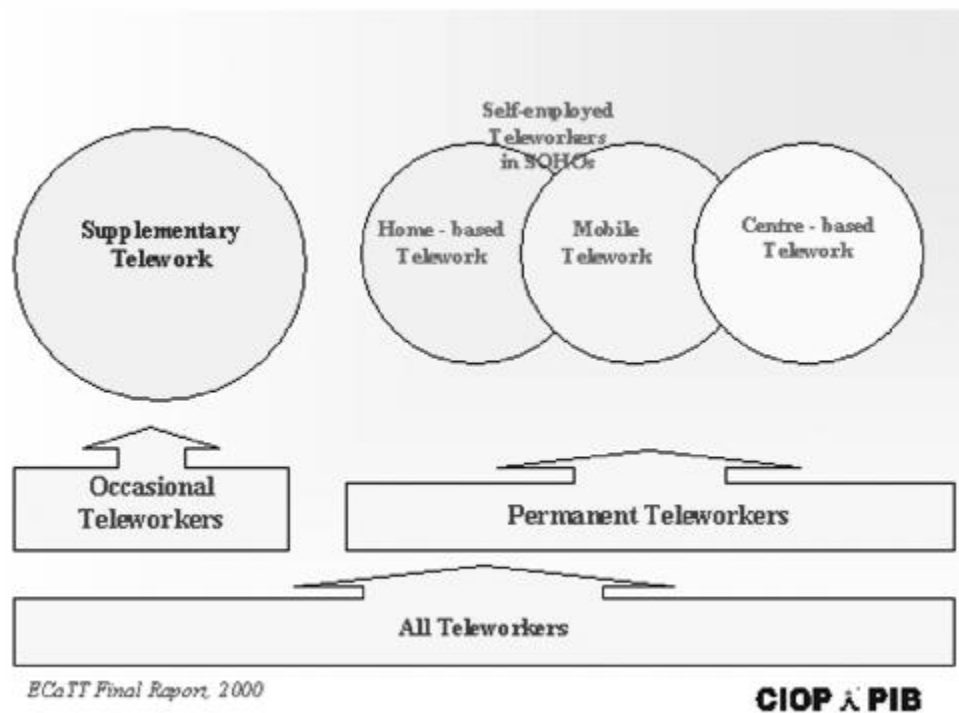 Self-employed
Teleworkers
in SOHOs
Supplementary
Telework
Home - based
Telework
Mobile
Telework
Centre - based
Telework
Occasional
Teleworkers
Permanent Teleworkers
All Teleworkers
ECaTT Final Raport, 2000
CIOP PIB